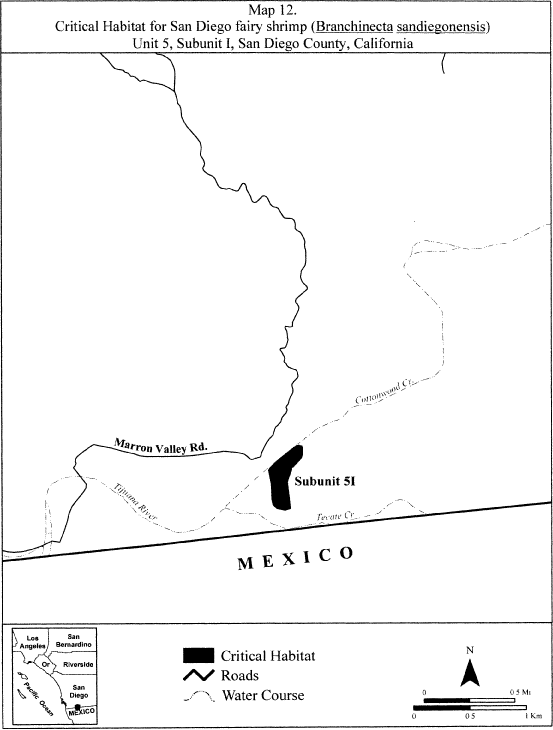 Map 12.
Critical Habitat for San Diego fairy shrimp (Branchinecta sandiegonensis)
Unit 5, Subunit I, San Diego County, California
Cottonwood Cr.
Marron Valley Rd.
Subunit 5I
Tijuana River
Tecate Cr.
MEXICO
Los Angeles
San Bernardino
Or
Riverside
San Diego
Pacific Ocean
MEXICO
Critical Habitat
Roads
Water Course
N
0 0.5 Mi
0 0.5 1 Km